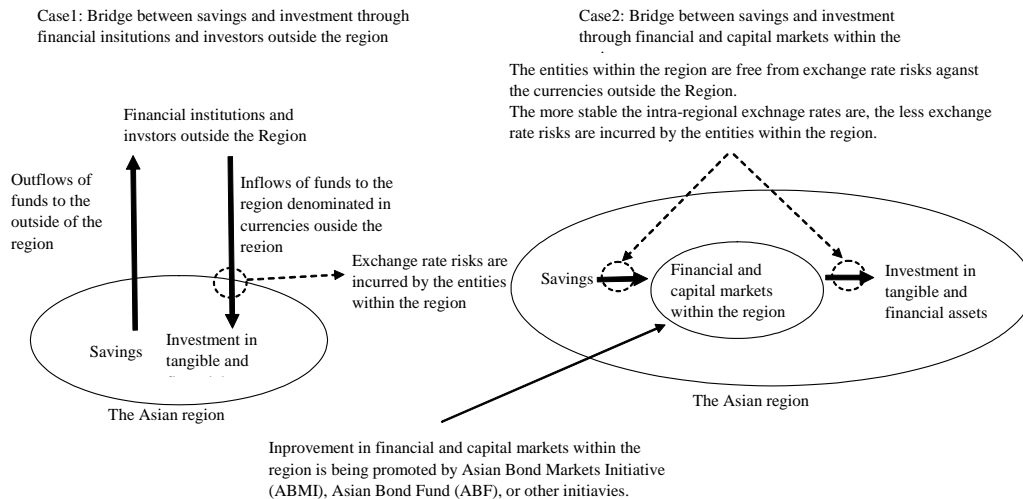 Case1: Bridge between savings and investment through
financial insitutions and investors outside the region
Financial institutions and
invstors outside the Region
Outflows of
funds to the
outside of the
region
Inflows of funds to the
region denominated in
currencies ouside the
region
Exchange rate risks are
incurred by the entities
within the region
Savings
Investment in
tangible and
The Asian region
Case2: Bridge between savings and investment
through financial and capital markets within the
The entities within the region are free from exchange rate risks aganst
the currencies outside the Region.
The more stable the intra-regional exchnage rates are, the less exchange
rate risks are incurred by the entities within the region.
Savings
Financial and
capital markets
within the region
Investment in
tangible and
financial assets
The Asian region
Inprovement in financial and capital markets within the
region is being promoted by Asian Bond Markets Initiative
(ABMI), Asian Bond Fund (ABF), or other initiavies.